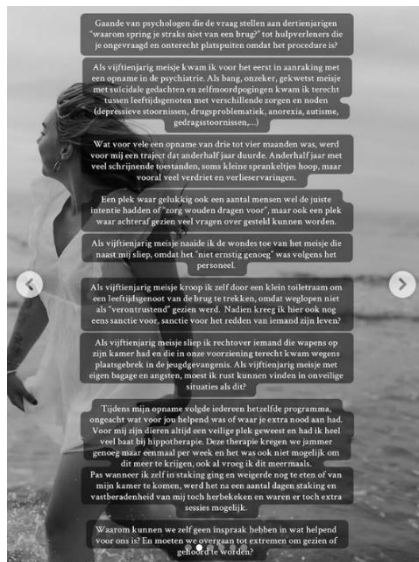 Gaande van psychologen die de vraag stellen aan dertienjarigen
"waarom spring je straks niet van een brug?" tot hulpverleners die
je ongevraagd en onterecht platspuiten omdat het procedure is?
Als vijftienjarig meisje kwam ik voor het eerst in aanraking met
een opname in de psychiatrie. Als bang, onzeker, gekwetst meisje
met suïcidale gedachten en zelfmoordpogingen kwam ik terecht
tussen leeftijdsgenoten met verschillende zorgen en noden
(depressieve stoornissen, drugsproblematiek, anorexia, autisme,
gedragsstoornissen,...)
Wat voor vele een opname van drie tot vier maanden was, werd
voor mij een traject dat anderhalf jaar duurde. Anderhalf jaar met
veel schrijnende toestanden, soms kleine sprankeltjes hoop, maar
vooral veel verdriet en verlieservaringen.
Een plek waar gelukkig ook een aantal mensen wel de juiste
intentie hadden of "zorg wouden dragen voor", maar ook een plek
waar achteraf gezien veel vragen over gesteld kunnen worden.
Als vijftienjarig meisje naaide ik de wondes toe van het meisje die
naast mij sliep, omdat het "niet ernstig genoeg" was volgens het
personeel.
Als vijftienjarig meisje kroop ik zelf door een klein toiletraam om
een leeftijdsgenoot van de brug te trekken, omdat weglopen niet
als "verontrustend" gezien werd. Nadien kreeg ik hier ook nog
eens sanctie voor, sanctie voor het redden van iemand zijn leven?
Als vijftienjarig meisje sliep ik rechtover iemand die wapens op
zijn kamer had en die in onze voorziening terecht kwam wegens
plaatsgebrek in de jeugdgevangenis. Als vijftienjarig meisje met
eigen bagage en angsten, moest ik rust kunnen vinden in onveilige
situaties als dit?
Tijdens mijn opname volgde iedereen hetzelfde programma,
ongeacht wat voor jou helpend was of waar je extra nood aan had.
Voor mij zijn dieren altijd een veilige plek geweest en had ik heel
veel baat bij hippotherapie. Deze therapie kregen we jammer
genoeg maar eenmaal per week en het was ook niet mogelijk om
dit meer te krijgen, ook al vroeg ik dit meermaals.
Pas wanneer ik zelf in staking ging en weigerde nog te eten of van
mijn kamer te komen, werd het na een aantal dagen staking en
vastberadenheid van mij toch herbekeken en waren er toch extra
sessies mogelijk.
Waarom kunnen we zelf geen inspraak hebben in wat helpend
voor ons is? En moeten we overgaan tot extremen om gezien of
gehoord te worden?